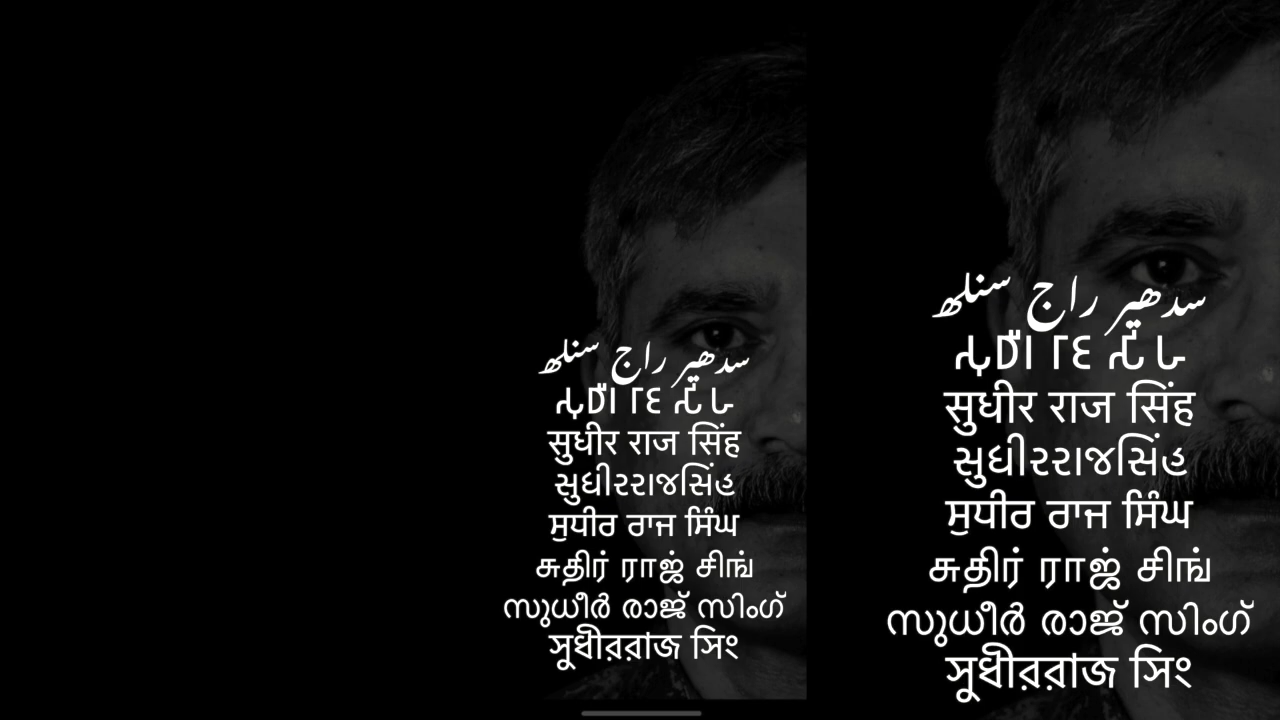 سدھیر راج سنلھ
सुधीर राज सिंह
સુધીરરાજસિંહ
ਸੁਧੀਰ ਰਾਜ ਸਿੰਘ
சுதிர் ராஜ் சிங்
സുധീർ രാജ് സിംഗ്
সুধীররাজ সিং
سدھیر راج سنلھ
सुधीर राज सिंह
સુધીરરાજસિંહ
ਸੁਧੀਰ ਰਾਜ ਸਿੰਘ
சுதிர் ராஜ் சிங்
സുധീർ രാജ് സിംഗ്
সুধীররাজ সিং